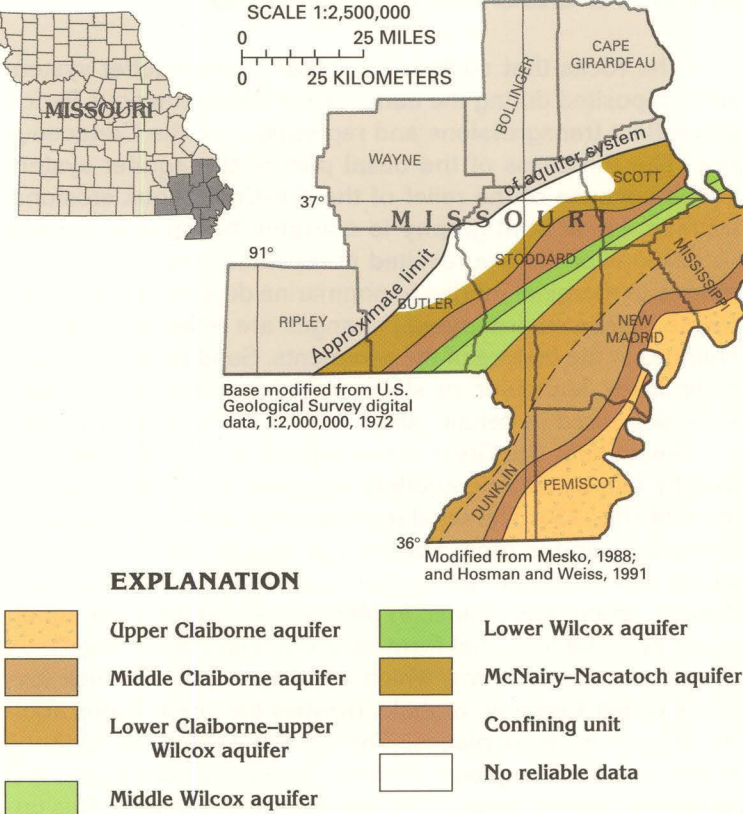 SCALE 1:2,500,000
0 25 MILES
0 25 KILOMETERS
MISSOURI
CAPE
GIRARDEAU
BOLLINGER
WAYNE
Approximate limit of aquifer system
SCOTT
37°
MISSOURI
91°
STODDARD
MISSISSIPPI
BUTLER
RIPLEY
NEW
MADRID
Base modified from U.S.
Geological Survey digital
data, 1:2,000,000, 1972
DUNKLIN
PEMISCOT
36°
Modified from Mesko, 1988;
and Hosman and Weiss, 1991
EXPLANATION
Upper Claiborne aquifer
Middle Claiborne aquifer
Lower Claiborne–upper
Wilcox aquifer
Middle Wilcox aquifer
Lower Wilcox aquifer
McNairy–Nacatoch aquifer
Confining unit
No reliable data